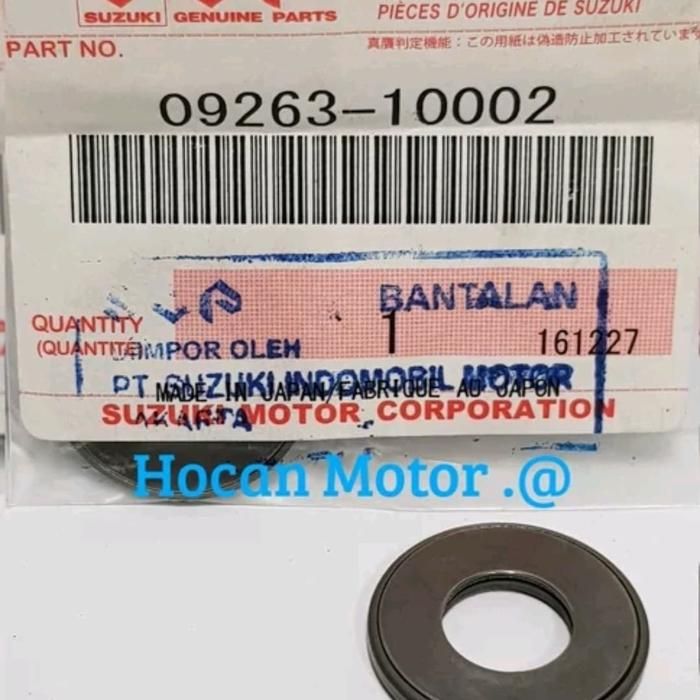 SUZUKI GENUINE PARTS
PIÈCES D'ORIGINE DE SUZUKI
PART NO.
真贋判定機能：この用紙は偽造防止加工されています
09263-10002
BANTALAN
QUANTITY
1
161227
(QUANTITÉ)
DIIMPOR OLEH
PT. SUZUKI INDOMOBIL MOTOR
MADE IN JAPAN/FABRIQUE AU JAPON
SUZUKI MOTOR CORPORATION
JAKARTA
Hocan Motor .@